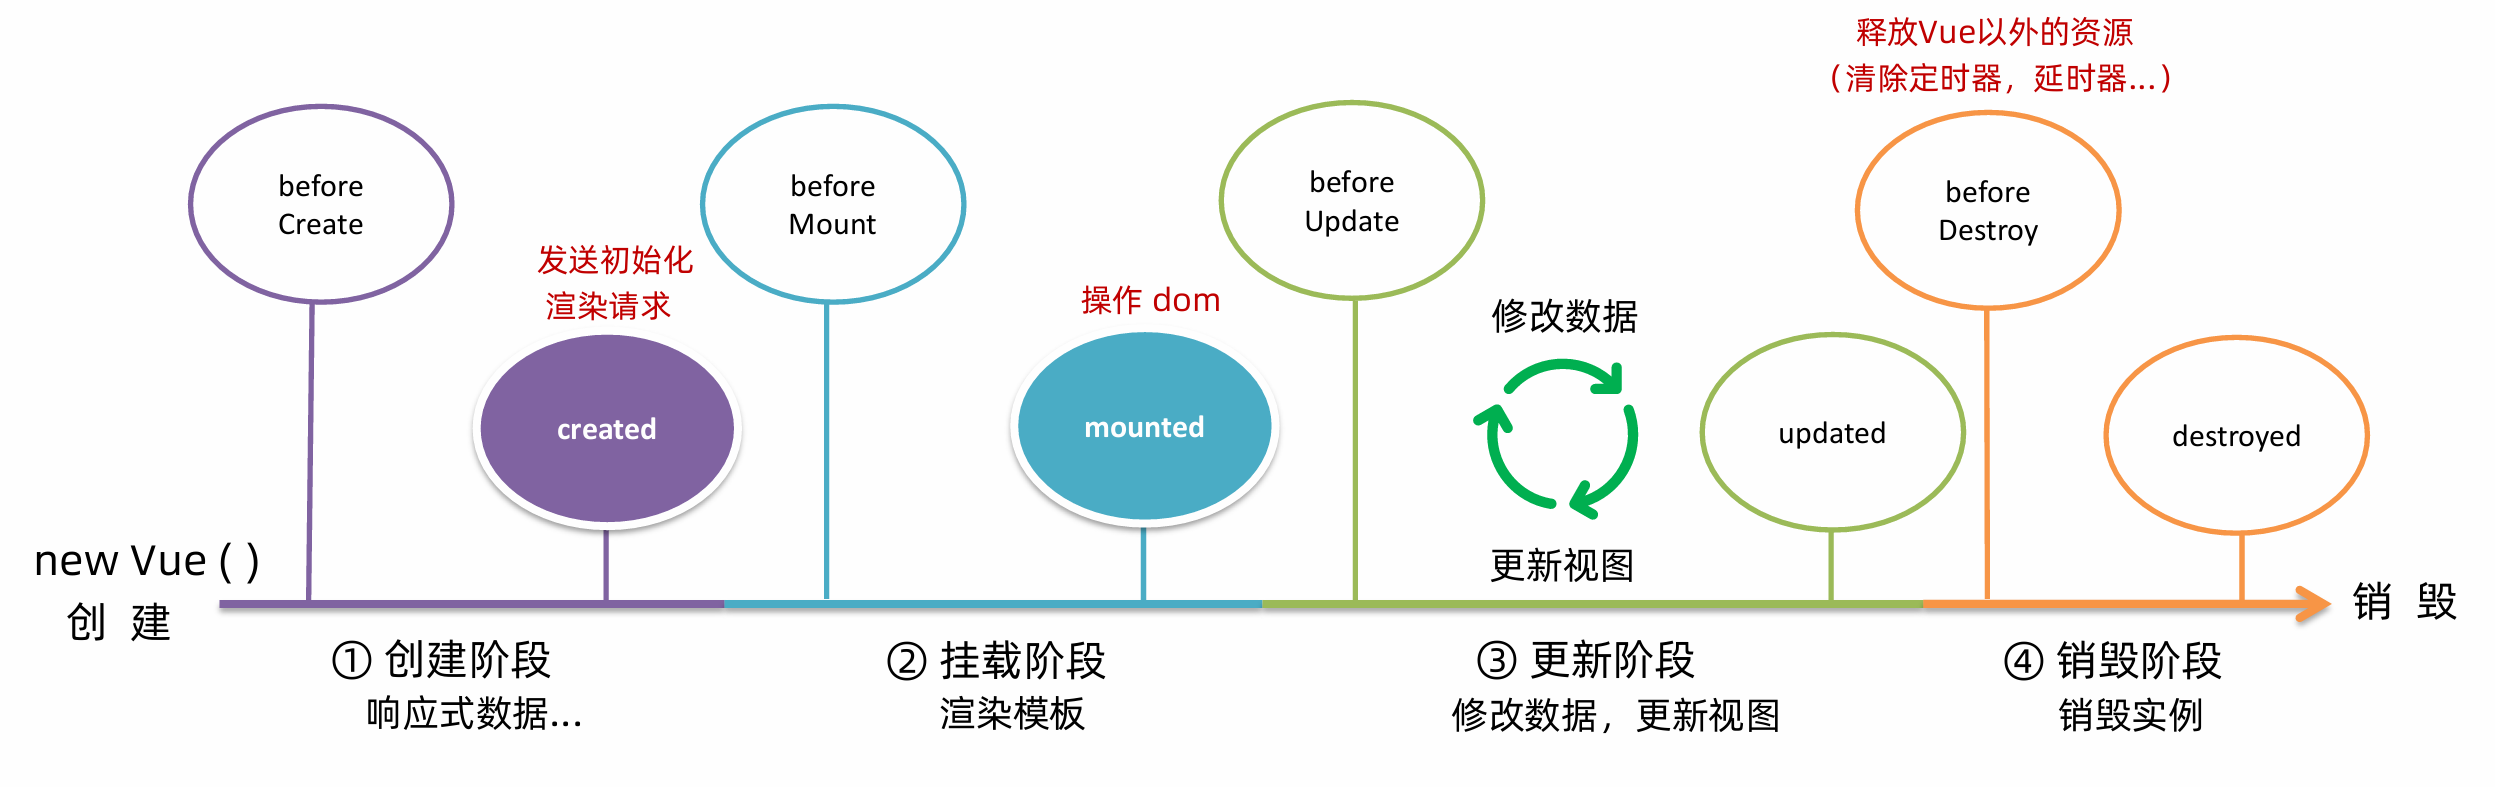 释放Vue以外的资源
(清除定时器，延时器...)
before
Create
before
Mount
before
Update
before
Destroy
发送初始化
渲染请求
操作 dom
修改数据
created
mounted
updated
destroyed
更新视图
new Vue ( )
创 建
销 毁
① 创建阶段
响应式数据...
② 挂载阶段
渲染模板
③ 更新阶段
修改数据，更新视图
④ 销毁阶段
销毁实例